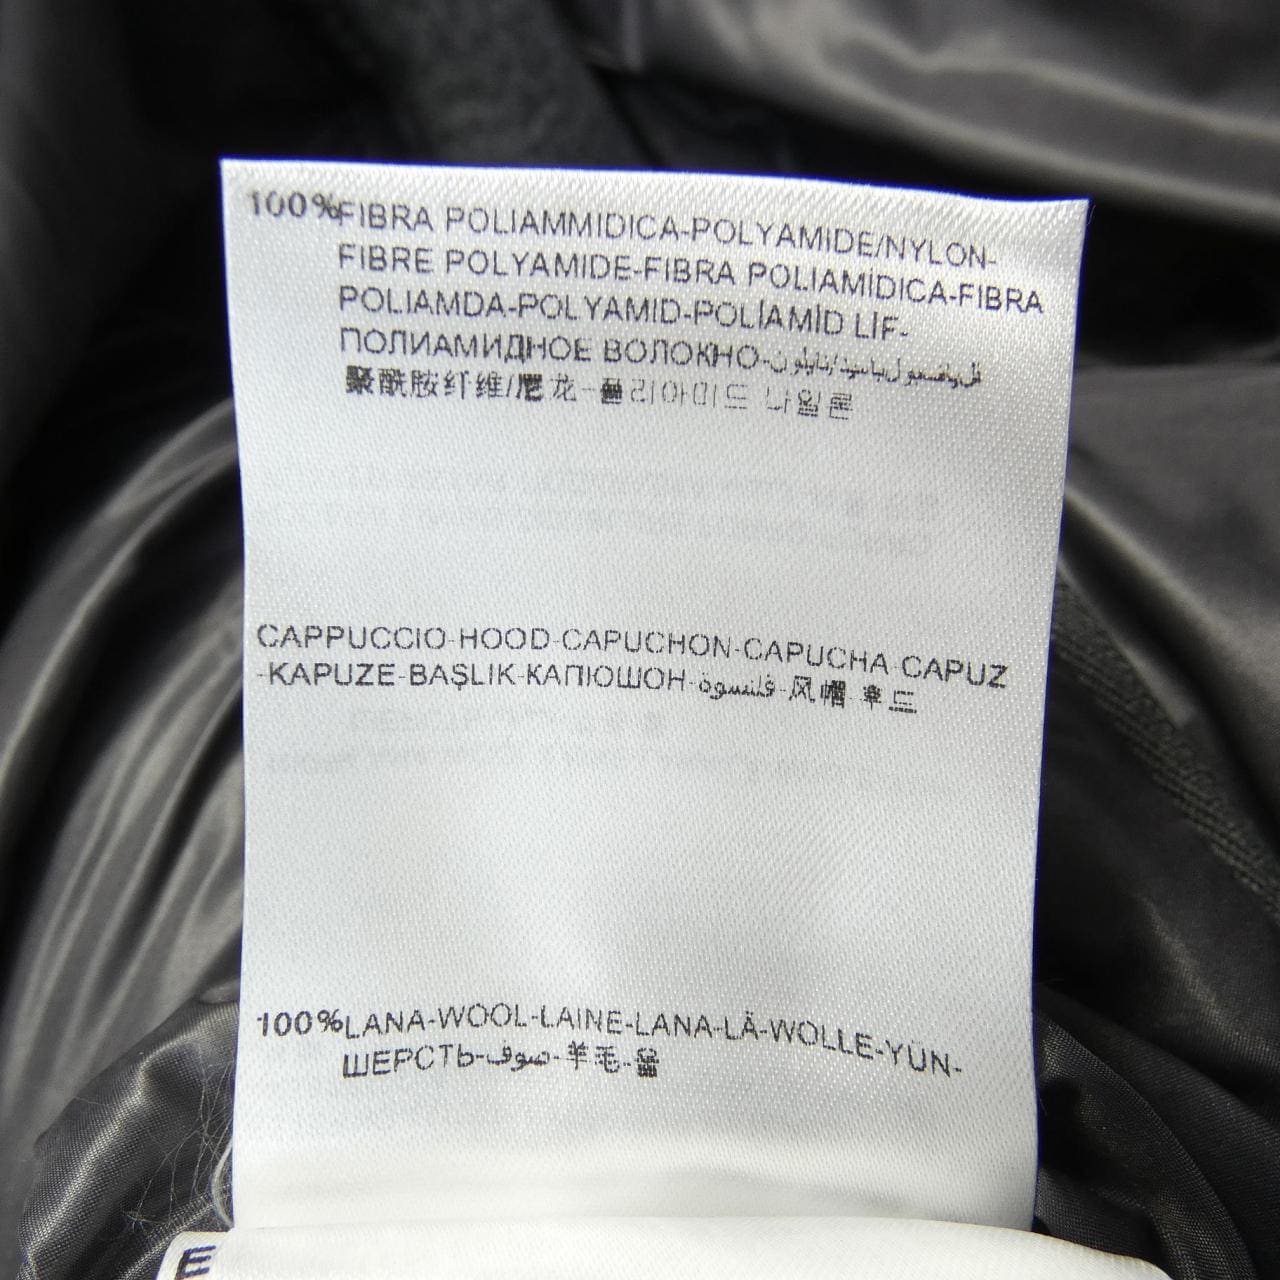 100%FIBRA POLIAMMIDICA-POLYAMIDE/NYLON-
FIBRE POLYAMIDE-FIBRA POLIAMIDICA-FIBRA
POLIAMDA-POLYAMID-POLİAMİD LİF-
ПОЛИАМИДНОЕ ВОЛОКНО-
聚酰胺纤维/尼龙-폴리아미드 나일론
CAPPUCCIO-HOOD-CAPUCHON-CAPUCHA-CAPUZ
-KAPUZE-BAŞLIK-КАПЮШОН-قلنسوة-风帽-후드
100%LANA-WOOL-LAINE-LANA-LÃ-WOLLE-YÜN-
ШЕРСТЬ-صوف-羊毛-울